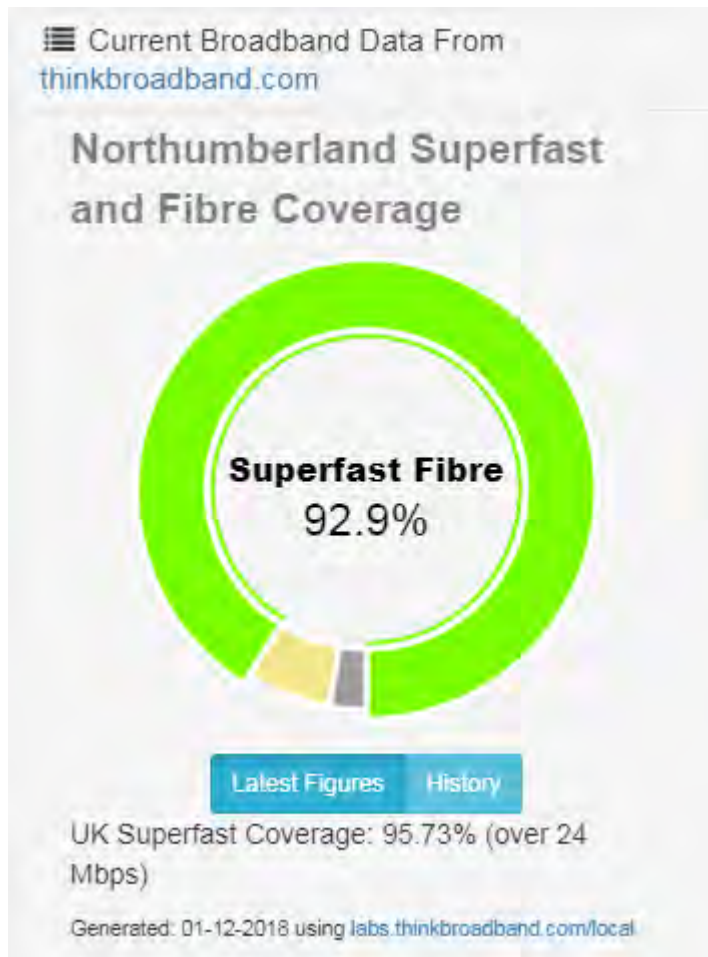 Current Broadband Data From
thinkbroadband.com
Northumberland Superfast
and Fibre Coverage
Superfast Fibre
92.9%
Latest Figures History
UK Superfast Coverage: 95.73% (over 24
Mbps)
Generated: 01-12-2018 using labs.thinkbroadband.com/local